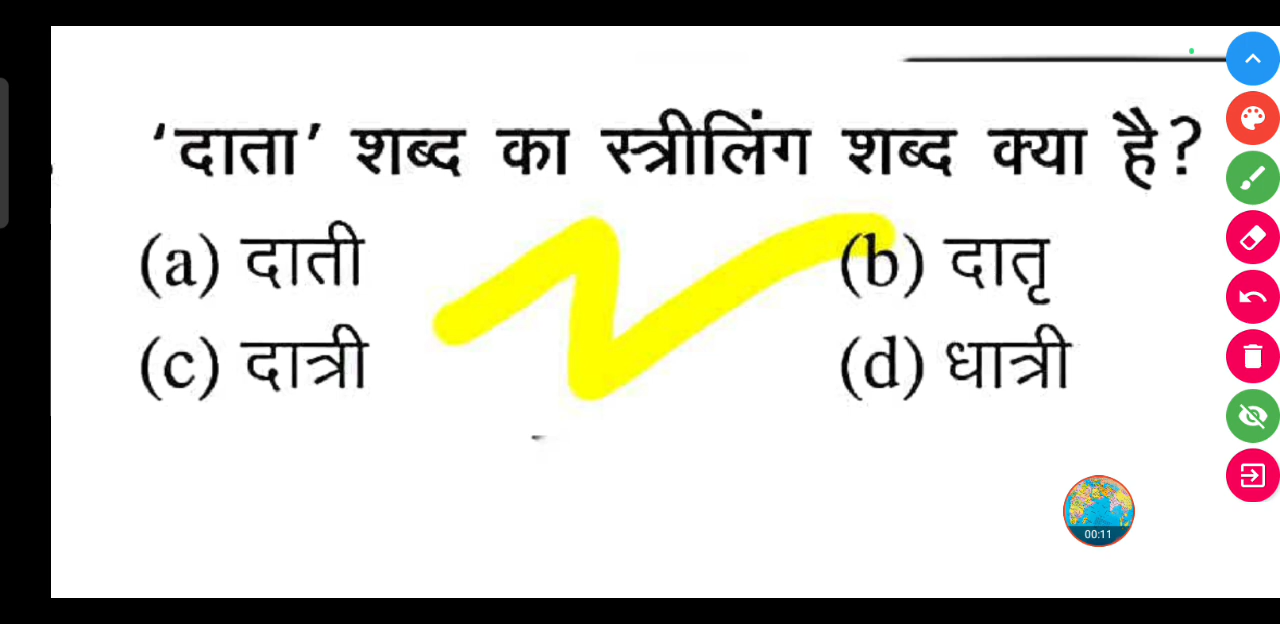 ‘दाता’ शब्द का स्त्रीलिंग शब्द क्या है?
(a) दाती (b) दातृ
(c) दात्री (d) धात्री
00:11